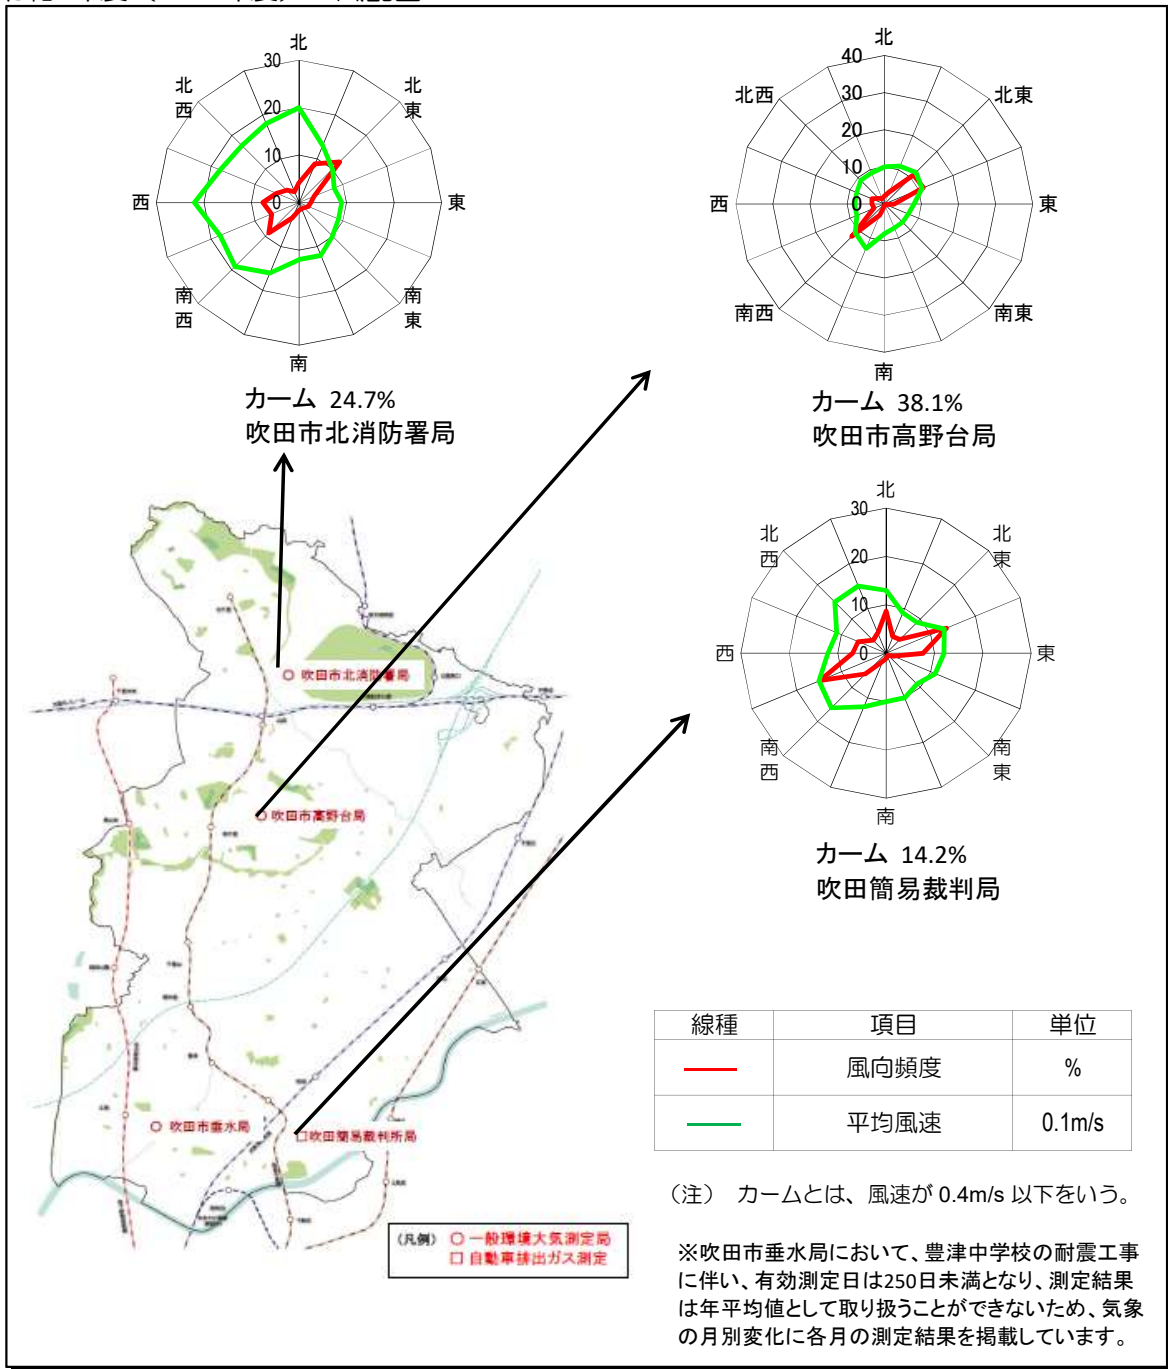 北
30
20
10
0
北
西
北
東
西
東
南
西
南
東
南
カーム 24.7%
吹田市北消防署局
北
40
30
20
10
0
北西
北東
西
東
南西
南東
南
カーム 38.1%
吹田市高野台局
北
30
20
10
0
北
西
北
東
西
東
南
西
南
東
南
カーム 14.2%
吹田簡易裁判局
吹田市北消防署局
吹田市高野台局
吹田市垂水局
吹田簡易裁判所局
(凡例) 一般環境大気測定局
自動車排出ガス測定
線種 項目 単位
風向頻度 %
平均風速 0.1m/s
（注） カームとは、風速が 0.4m/s 以下をいう。
※吹田市垂水局において、豊津中学校の耐震工事
に伴い、有効測定日は250日未満となり、測定結果
は年平均値として取り扱うことができないため、気象
の月別変化に各月の測定結果を掲載しています。